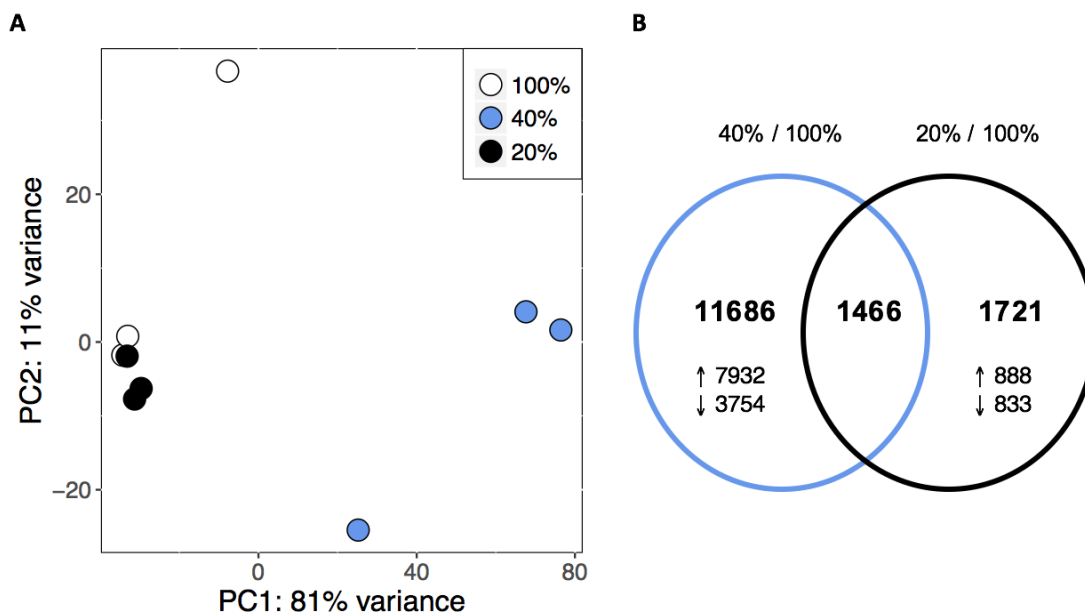 A
B
100%
40%
20%
20
0
−20
PC2: 11% variance
0
40
80
PC1: 81% variance
40% / 100%
20% / 100%
11686
1466
1721
↑ 7932
↓ 3754
↑ 888
↓ 833